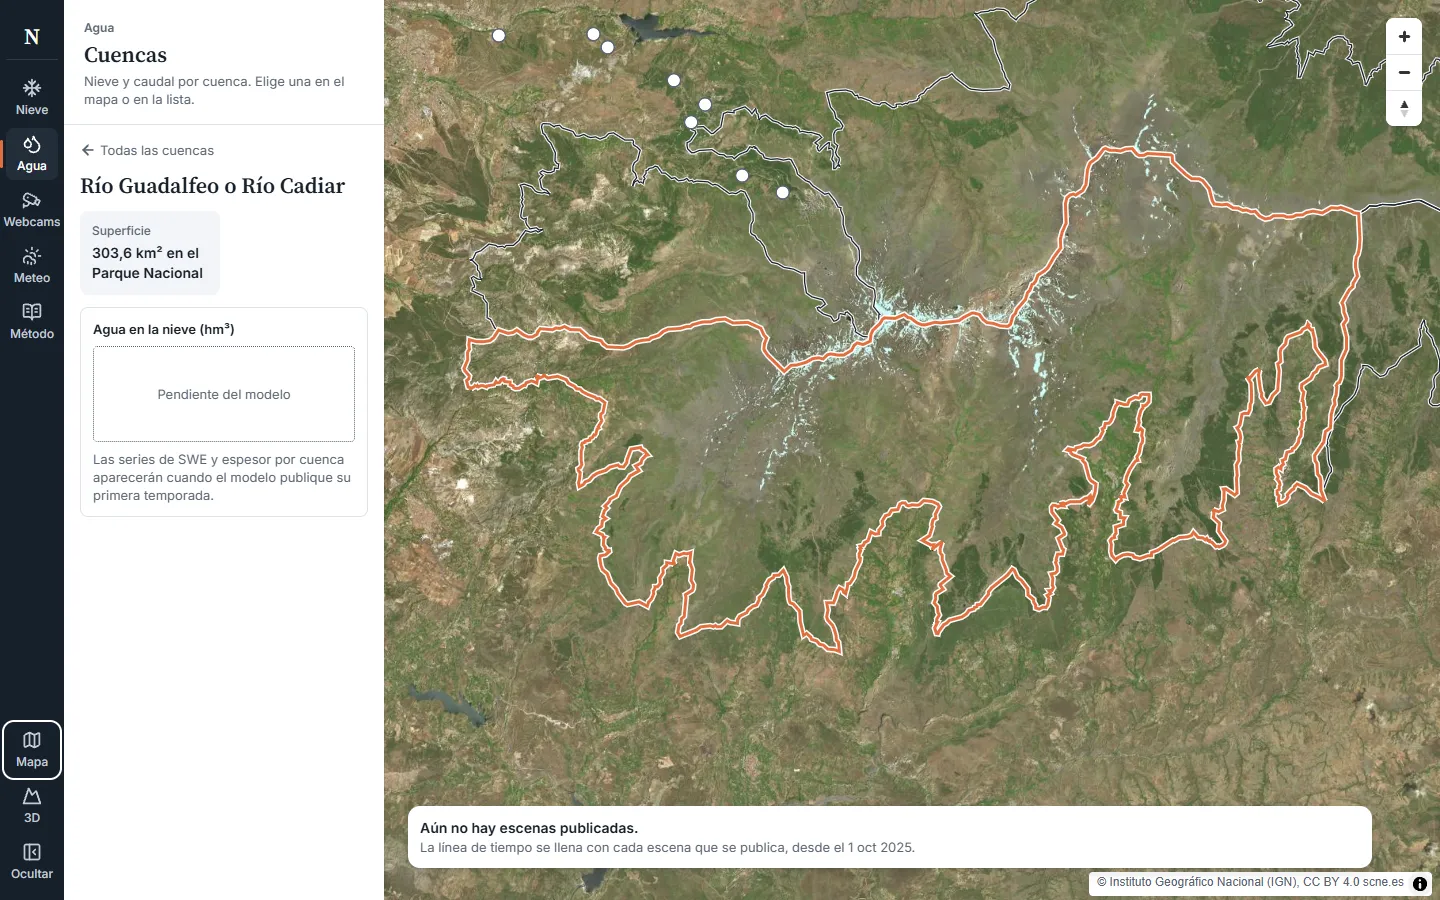 N
Nieve
Agua
Webcams
Meteo
Método
Mapa
3D
Ocultar
Agua
Cuencas
Nieve y caudal por cuenca. Elige una en el
mapa o en la lista.
Todas las cuencas
Río Guadalfeo o Río Cadiar
Superficie
303,6 km² en el
Parque Nacional
Agua en la nieve (hm³)
Pendiente del modelo
Las series de SWE y espesor por cuenca
aparecerán cuando el modelo publique su
primera temporada.
Aún no hay escenas publicadas.
La línea de tiempo se llena con cada escena que se publica, desde el 1 oct 2025.
© Instituto Geográfico Nacional (IGN), CC BY 4.0 scne.es